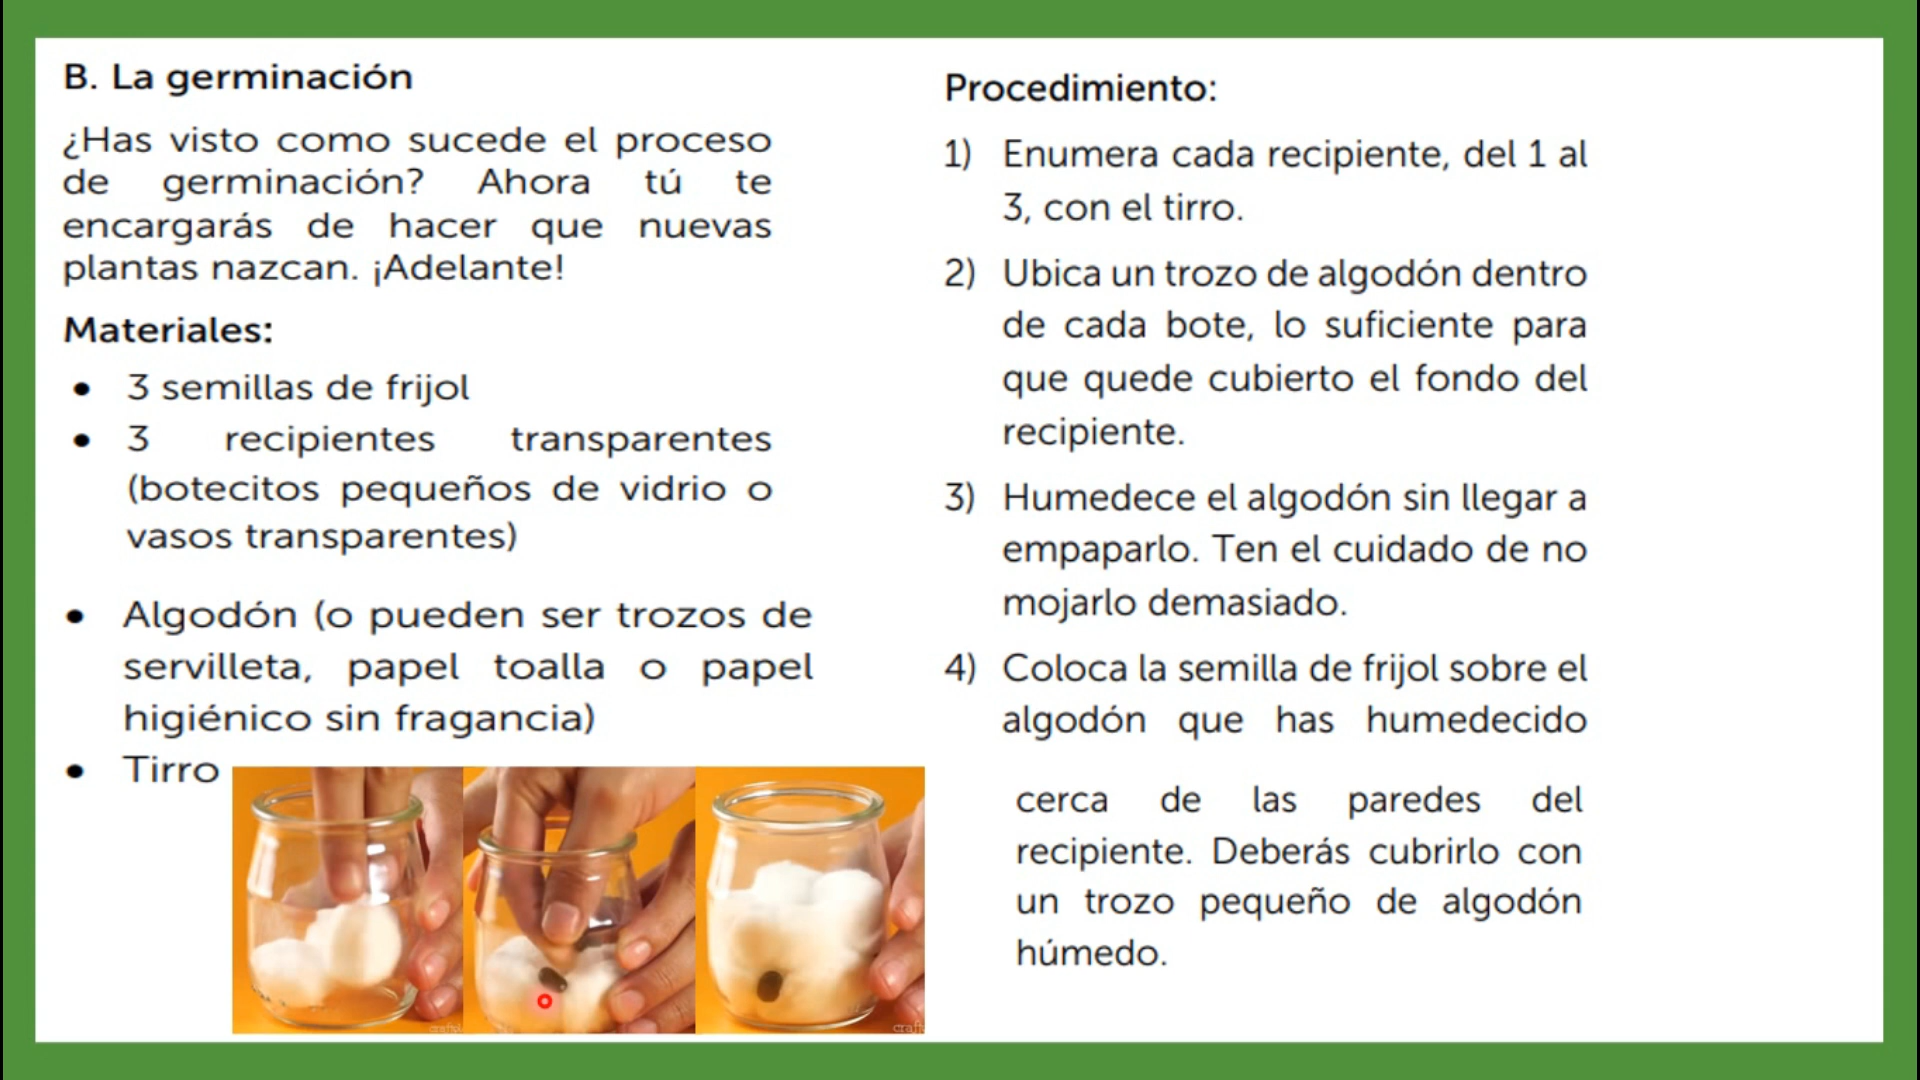 B. La germinación
¿Has visto como sucede el proceso
de germinación? Ahora tú te
encargarás de hacer que nuevas
plantas nazcan. ¡Adelante!
Materiales:
• 3 semillas de frijol
• 3 recipientes transparentes
(botecitos pequeños de vidrio o
vasos transparentes)
• Algodón (o pueden ser trozos de
servilleta, papel toalla o papel
higiénico sin fragancia)
• Tirro
Procedimiento:
1) Enumera cada recipiente, del 1 al
3, con el tirro.
2) Ubica un trozo de algodón dentro
de cada bote, lo suficiente para
que quede cubierto el fondo del
recipiente.
3) Humedece el algodón sin llegar a
empaparlo. Ten el cuidado de no
mojarlo demasiado.
4) Coloca la semilla de frijol sobre el
algodón que has humedecido
cerca de las paredes del
recipiente. Deberás cubrirlo con
un trozo pequeño de algodón
húmedo.